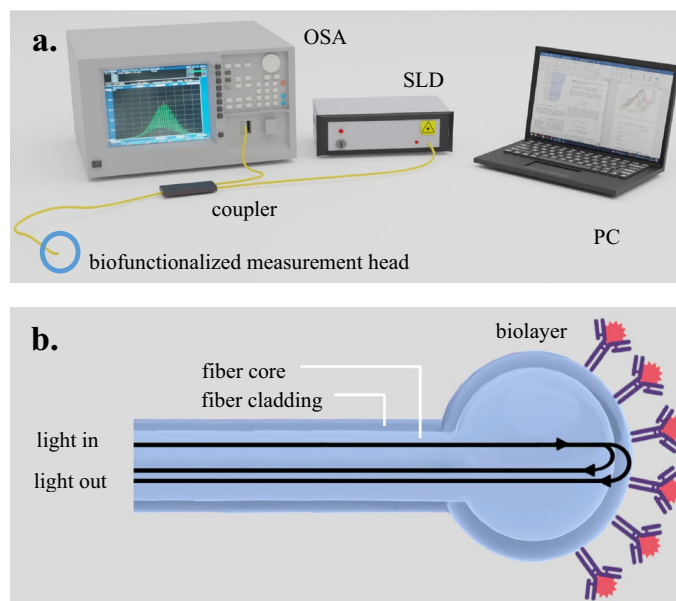 a.
OSA
SLD
coupler
PC
biofunctionalized measurement head
b.
biolayer
fiber core
fiber cladding
light in
light out